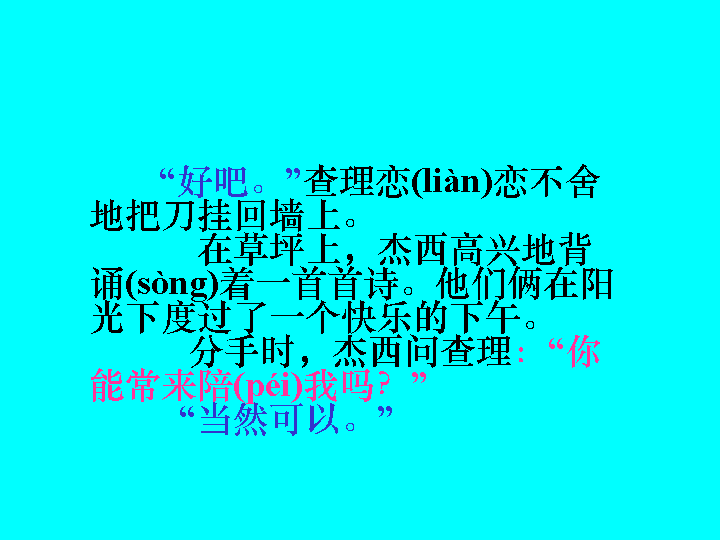 “好吧。”查理恋(liàn)恋不舍
地把刀挂回墙上。
在草坪上，杰西高兴地背
诵(sòng)着一首首诗。他们俩在阳
光下度过了一个快乐的下午。
分手时，杰西问查理：“你
能常来陪(péi)我吗？”
“当然可以。”